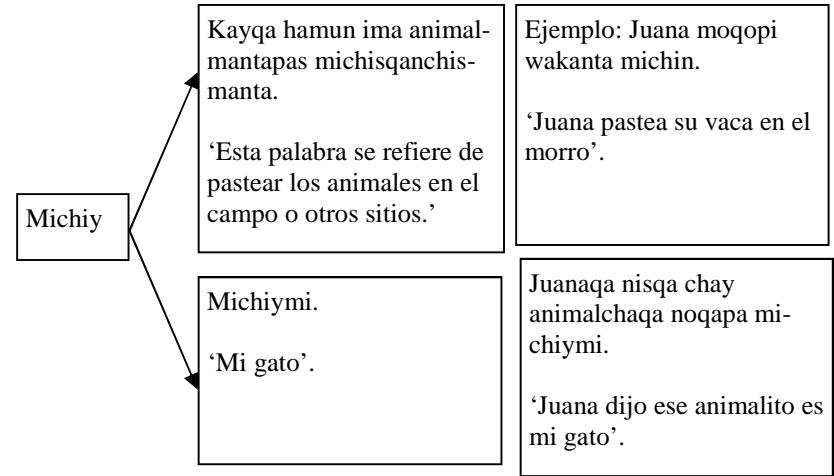 Michiy
Kayqa hamun ima animal-
mantapas michisqanchis-
manta.
‘Esta palabra se refiere de
pastear los animales en el
campo o otros sitios.’
Ejemplo: Juana moqopi
wakanta michin.
‘Juana pastea su vaca en el
morro’.
Michiymi.
‘Mi gato’.
Juanaqa nisqa chay
animalchaqa noqapa mi-
chiymi.
‘Juana dijo ese animalito es
mi gato’.